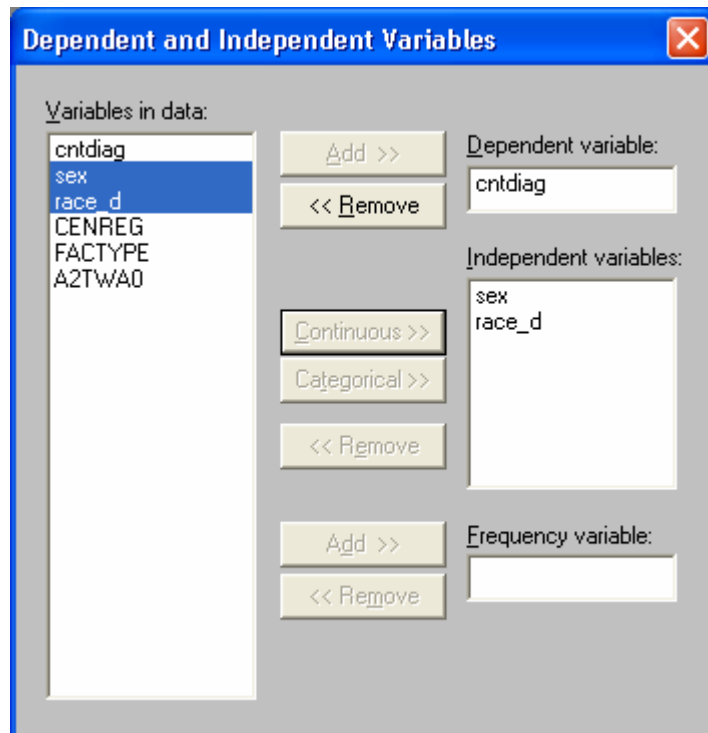 Dependent and Independent Variables
Variables in data:
cntdiag
sex
race_d
CENREG
FACTYPE
A2TWA0
Add >>
<< Remove
Continuous >>
Categorical >>
<< Remove
Add >>
<< Remove
Dependent variable:
cntdiag
Independent variables:
sex
race_d
Frequency variable: